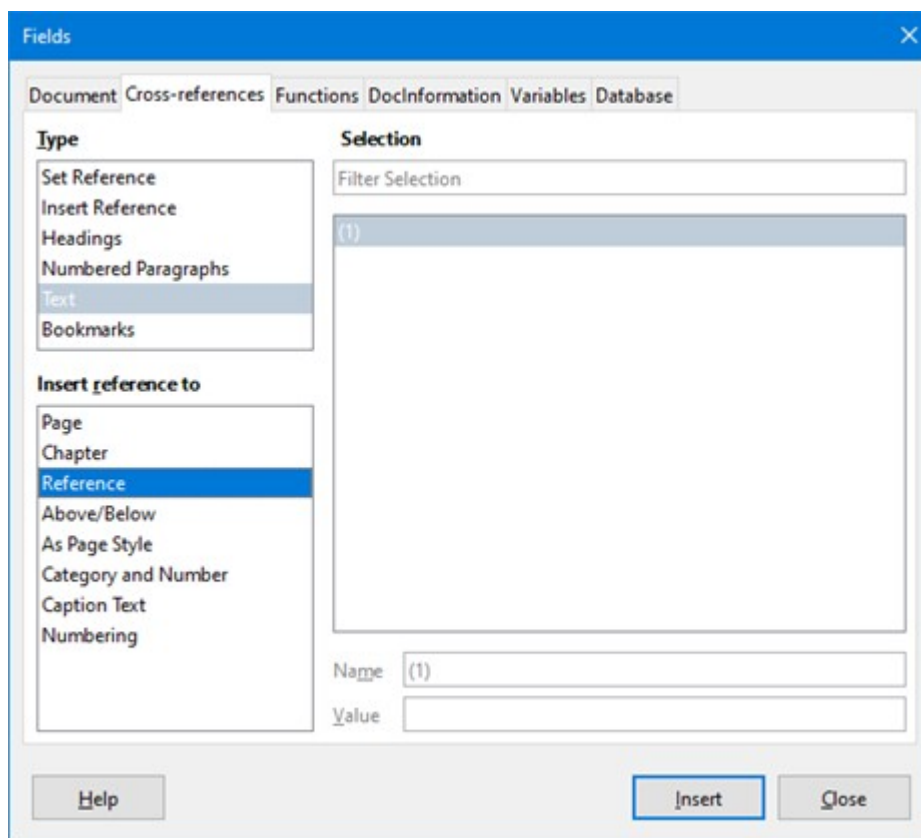 Fields
Document Cross-references Functions DocInformation Variables Database
Type
Set Reference
Insert Reference
Headings
Numbered Paragraphs
Text
Bookmarks
Insert reference to
Page
Chapter
Reference
Above/Below
As Page Style
Category and Number
Caption Text
Numbering
Selection
Filter Selection
(1)
Name (1)
Value
Help Insert Close